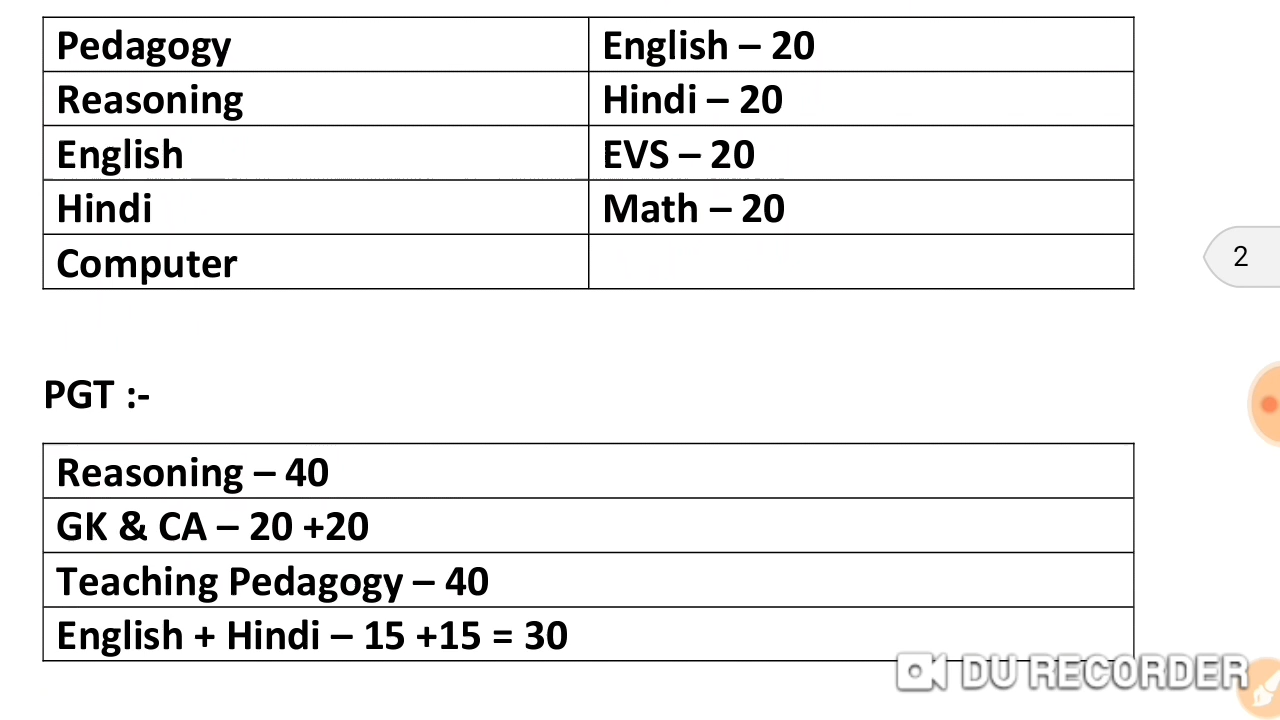 Pedagogy English – 20
Reasoning Hindi – 20
English EVS – 20
Hindi Math – 20
Computer
2
PGT :-
Reasoning – 40
GK & CA – 20 +20
Teaching Pedagogy – 40
English + Hindi – 15 +15 = 30
DU RECORDER